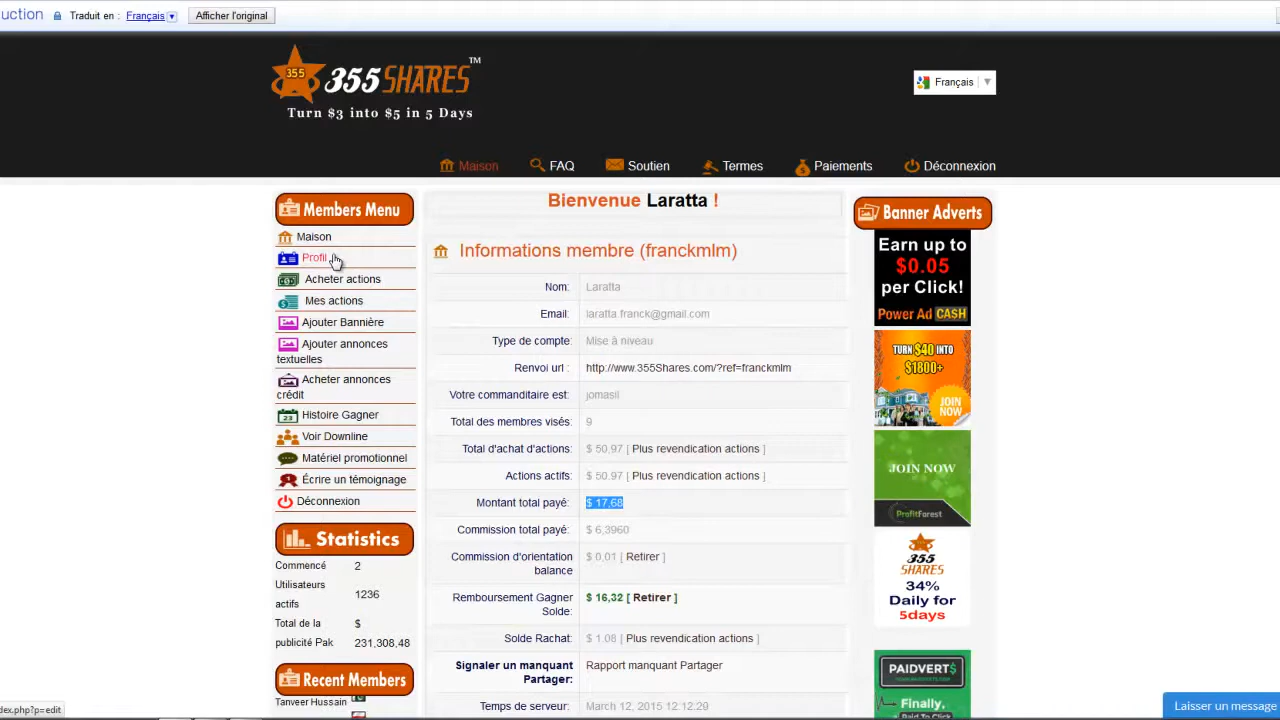 uction Traduit en : Français Afficher l'original
355 355SHARES™
Turn $3 into $5 in 5 Days
Français
Maison FAQ Soutien Termes Paiements Déconnexion
Members Menu
Maison
Profil
Acheter actions
Mes actions
Ajouter Bannière
Ajouter annonces
textuelles
Acheter annonces
crédit
23 Histoire Gagner
Voir Downline
Matériel promotionnel
Écrire un témoignage
Déconnexion
Statistics
Commencé 2
Utilisateurs
actifs 1236
Total de la $
publicité Pak 231,308,48
Recent Members
Tanveer Hussain
dex.php?p=edit
Bienvenue Laratta !
Informations membre (franckmlm)
Nom: Laratta
Email: laratta.franck@gmail.com
Type de compte: Mise à niveau
Renvoi url : http://www.355Shares.com/?ref=franckmlm
Votre commanditaire est: jomasil
Total des membres visés: 9
Total d'achat d'actions: $ 50,97 [ Plus revendication actions ]
Actions actifs: $ 50,97 [ Plus revendication actions ]
Montant total payé: $ 17,68
Commission total payé: $ 6,3960
Commission d'orientation $ 0,01 [ Retirer ]
balance
Remboursement Gagner $ 16,32 [ Retirer ]
Solde:
Solde Rachat: $ 1.08 [ Plus revendication actions ]
Signaler un manquant Rapport manquant Partager
Partager:
Temps de serveur: March 12, 2015 12:12:29
Banner Adverts
Earn up to
$0.05
per Click!
Power Ad CASH
TURN $40 INTO
$1800+
JOIN
NOW
JOIN NOW
ProfitForest
355
SHARES
34%
Daily for
5days
PAIDVERT$
Finally,
A Paid To Click
Laisser un message